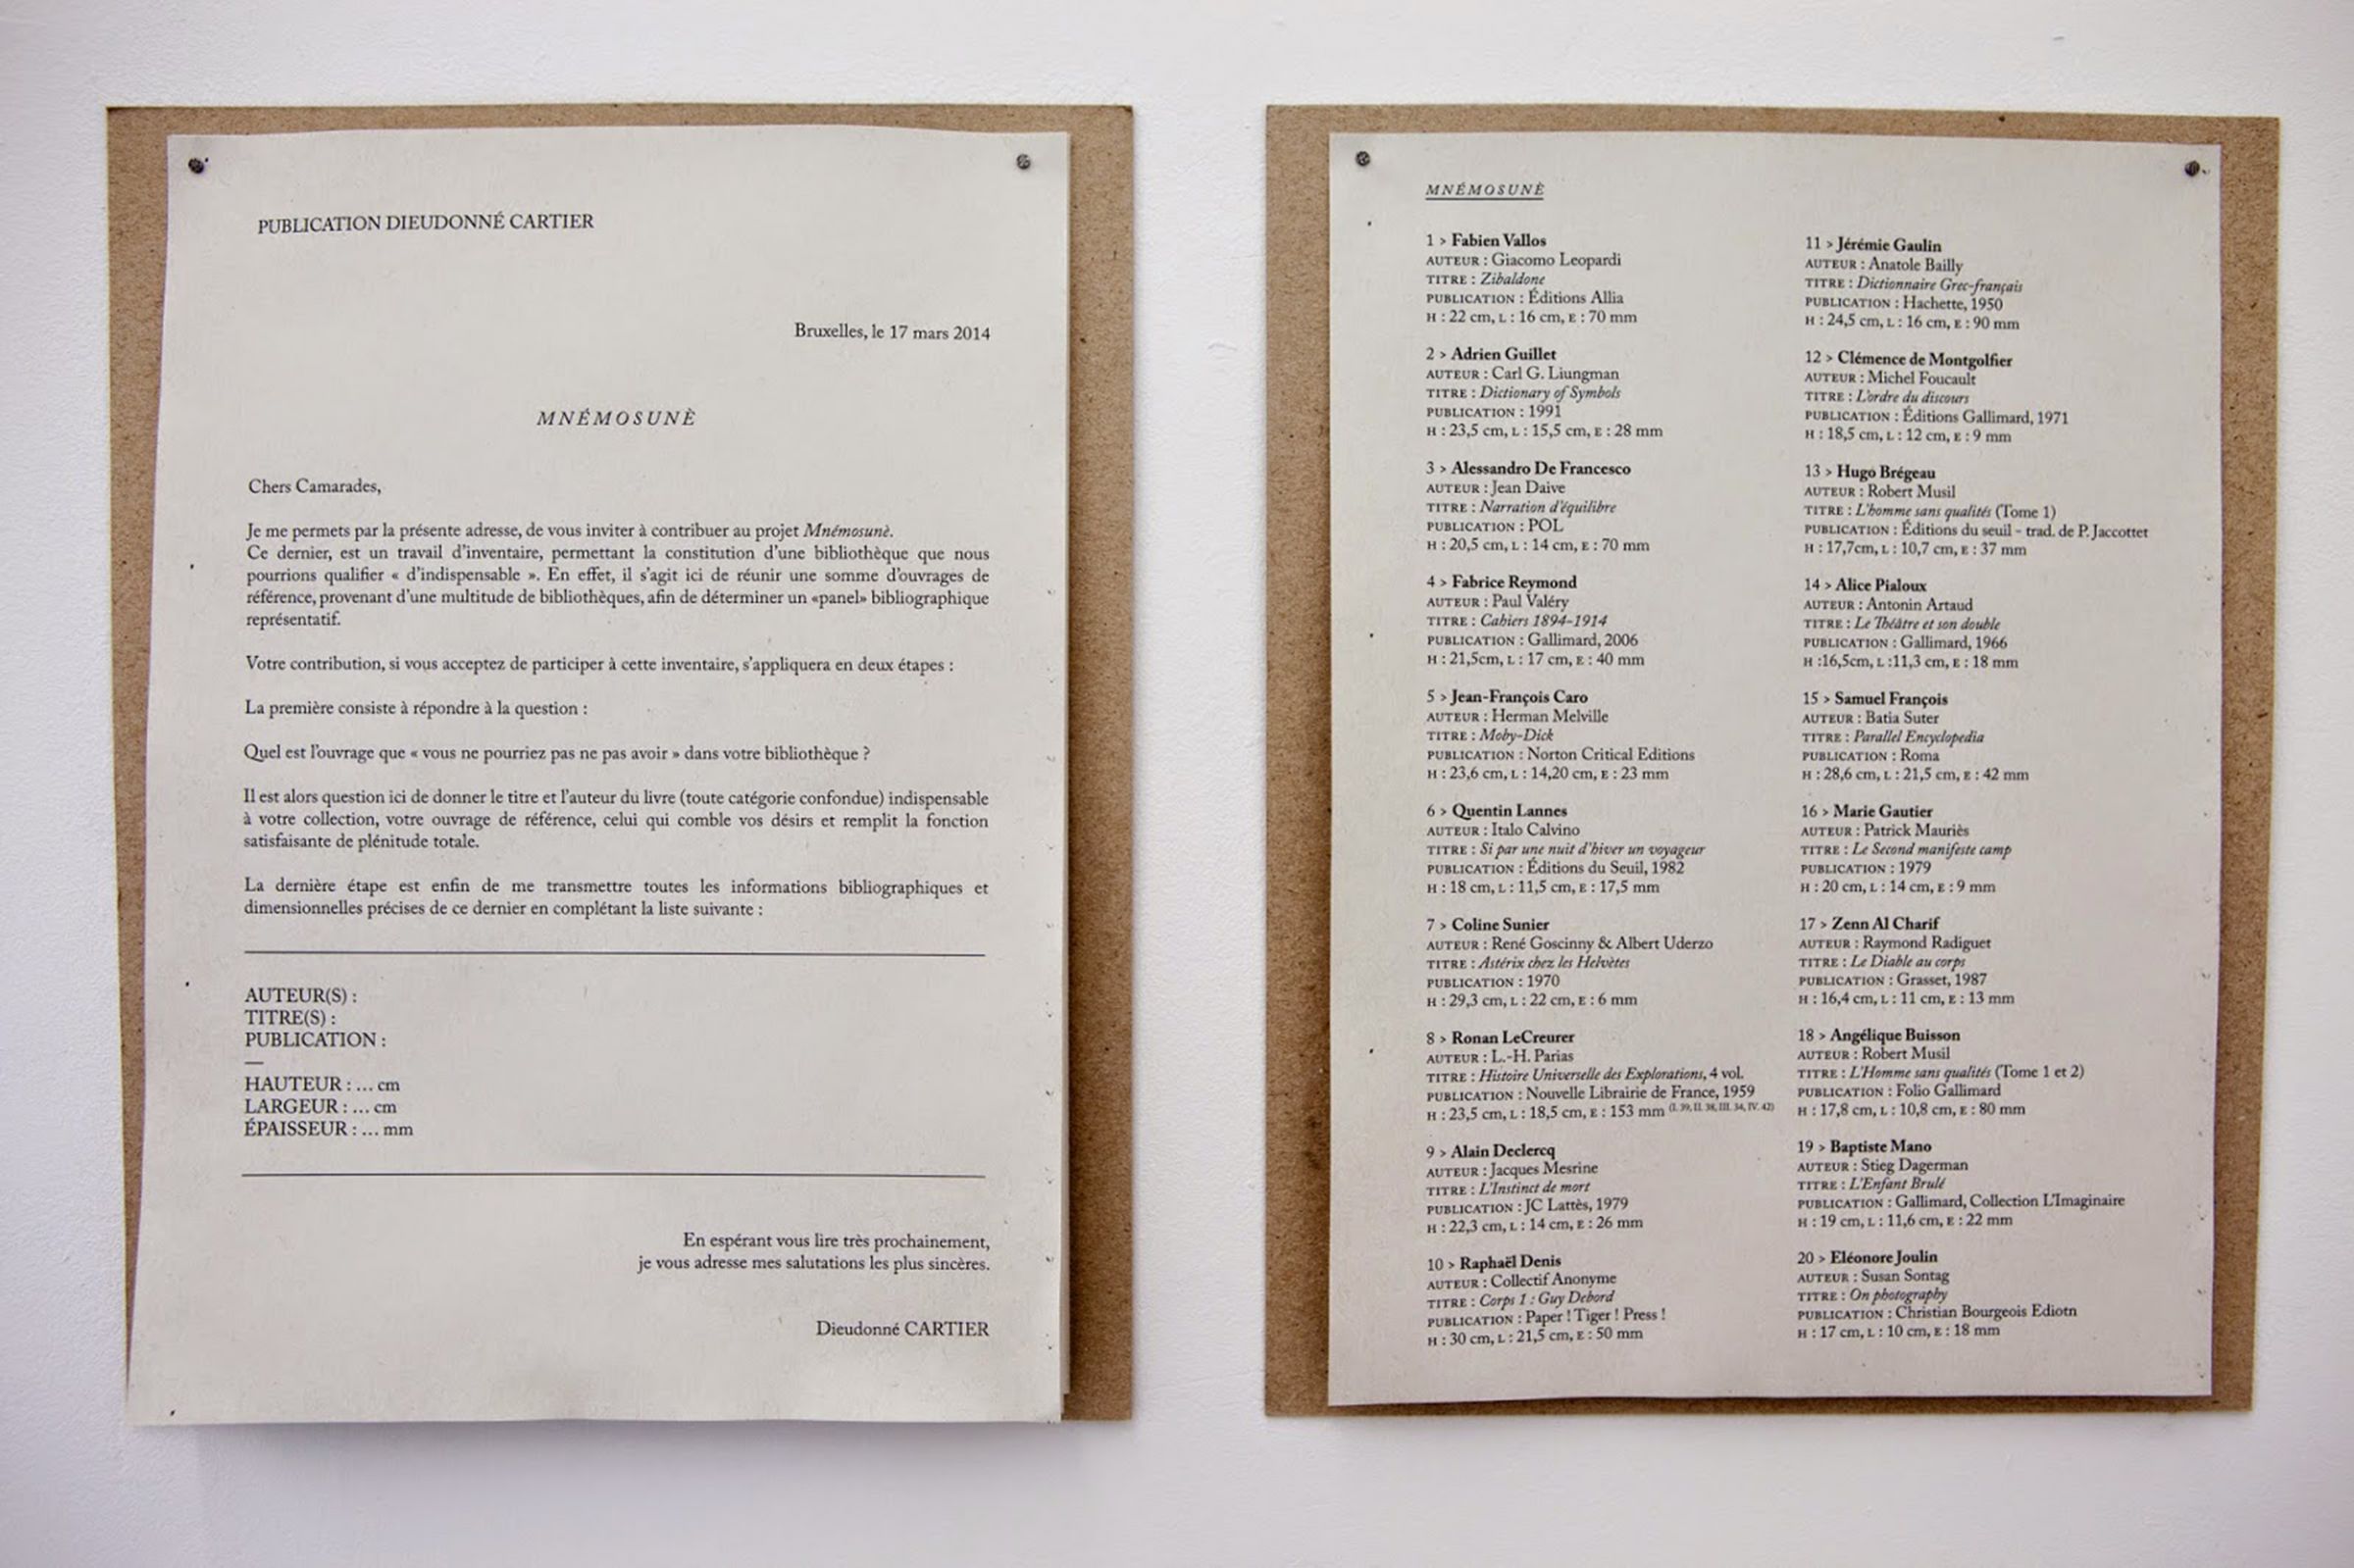 PUBLICATION DIEUDONNÉ CARTIER
Bruxelles, le 17 mars 2014
MNÉMOSUNÈ
Chers Camarades,
Je me permets par la présente adresse, de vous inviter à contribuer au projet Mnémosunè.
Ce dernier, est un travail d'inventaire, permettant la constitution d'une bibliothèque que nous
pourrions qualifier « d'indispensable ». En effet, il s'agit ici de réunir une somme d'ouvrages de
référence, provenant d'une multitude de bibliothèques, afin de déterminer un «panel» bibliographique
représentatif.
Votre contribution, si vous acceptez de participer à cette inventaire, s'appliquera en deux étapes :
La première consiste à répondre à la question :
Quel est l'ouvrage que « vous ne pourriez pas ne pas avoir » dans votre bibliothèque ?
Il est alors question ici de donner le titre et l'auteur du livre (toute catégorie confondue) indispensable
à votre collection, votre ouvrage de référence, celui qui comble vos désirs et remplit la fonction
satisfaisante de plénitude totale.
La dernière étape est enfin de me transmettre toutes les informations bibliographiques et
dimensionnelles précises de ce dernier en complétant la liste suivante :
AUTEUR(S) :
TITRE(S) :
PUBLICATION :
—
HAUTEUR : ... cm
LARGEUR : ... cm
ÉPAISSEUR : ... mm
En espérant vous lire très prochainement,
je vous adresse mes salutations les plus sincères.
Dieudonné CARTIER
MNÉMOSUNÈ
1 > Fabien Vallos
AUTEUR : Giacomo Leopardi
TITRE : Zibaldone
PUBLICATION : Éditions Allia
H : 22 cm, L : 16 cm, E : 70 mm
2 > Adrien Guillet
AUTEUR : Carl G. Liungman
TITRE : Dictionary of Symbols
PUBLICATION : 1991
H : 23,5 cm, L : 15,5 cm, E : 28 mm
3 > Alessandro De Francesco
AUTEUR : Jean Daive
TITRE : Narration d'équilibre
PUBLICATION : POL
H : 20,5 cm, L : 14 cm, E : 70 mm
4 > Fabrice Reymond
AUTEUR : Paul Valéry
TITRE : Cahiers 1894-1914
PUBLICATION : Gallimard, 2006
H : 21,5cm, L : 17 cm, E : 40 mm
5 > Jean-François Caro
AUTEUR : Herman Melville
TITRE : Moby-Dick
PUBLICATION : Norton Critical Editions
H : 23,6 cm, L : 14,20 cm, E : 23 mm
6 > Quentin Lannes
AUTEUR : Italo Calvino
TITRE : Si par une nuit d'hiver un voyageur
PUBLICATION : Éditions du Seuil, 1982
H : 18 cm, L : 11,5 cm, E : 17,5 mm
7 > Coline Sunier
AUTEUR : René Goscinny & Albert Uderzo
TITRE : Astérix chez les Helvètes
PUBLICATION : 1970
H : 29,3 cm, L : 22 cm, E : 6 mm
8 > Ronan LeCreurer
AUTEUR : L.-H. Parias
TITRE : Histoire Universelle des Explorations, 4 vol.
PUBLICATION : Nouvelle Librairie de France, 1959
H : 23,5 cm, L : 18,5 cm, E : 153 mm (I. 39, II. 38, III. 34, IV. 42)
9 > Alain Declercq
AUTEUR : Jacques Mesrine
TITRE : L'Instinct de mort
PUBLICATION : JC Lattès, 1979
H : 22,3 cm, L : 14 cm, E : 26 mm
10 > Raphaël Denis
AUTEUR : Collectif Anonyme
TITRE : Corps 1 : Guy Debord
PUBLICATION : Paper ! Tiger ! Press !
H : 30 cm, L : 21,5 cm, E : 50 mm
11 > Jérémie Gaulin
AUTEUR : Anatole Bailly
TITRE : Dictionnaire Grec-français
PUBLICATION : Hachette, 1950
H : 24,5 cm, L : 16 cm, E : 90 mm
12 > Clémence de Montgolfier
AUTEUR : Michel Foucault
TITRE : L'ordre du discours
PUBLICATION : Éditions Gallimard, 1971
H : 18,5 cm, L : 12 cm, E : 9 mm
13 > Hugo Brégeau
AUTEUR : Robert Musil
TITRE : L'homme sans qualités (Tome 1)
PUBLICATION : Éditions du seuil - trad. de P. Jaccottet
H : 17,7cm, L : 10,7 cm, E : 37 mm
14 > Alice Pialoux
AUTEUR : Antonin Artaud
TITRE : Le Théâtre et son double
PUBLICATION : Gallimard, 1966
H :16,5cm, L :11,3 cm, E : 18 mm
15 > Samuel François
AUTEUR : Batia Suter
TITRE : Parallel Encyclopedia
PUBLICATION : Roma
H : 28,6 cm, L : 21,5 cm, E : 42 mm
16 > Marie Gautier
AUTEUR : Patrick Mauriès
TITRE : Le Second manifeste camp
PUBLICATION : 1979
H : 20 cm, L : 14 cm, E : 9 mm
17 > Zenn Al Charif
AUTEUR : Raymond Radiguet
TITRE : Le Diable au corps
PUBLICATION : Grasset, 1987
H : 16,4 cm, L : 11 cm, E : 13 mm
18 > Angélique Buisson
AUTEUR : Robert Musil
TITRE : L'Homme sans qualités (Tome 1 et 2)
PUBLICATION : Folio Gallimard
H : 17,8 cm, L : 10,8 cm, E : 80 mm
19 > Baptiste Mano
AUTEUR : Stieg Dagerman
TITRE : L'Enfant Brulé
PUBLICATION : Gallimard, Collection L'Imaginaire
H : 19 cm, L : 11,6 cm, E : 22 mm
20 > Eléonore Joulin
AUTEUR : Susan Sontag
TITRE : On photography
PUBLICATION : Christian Bourgeois Ediotn
H : 17 cm, L : 10 cm, E : 18 mm